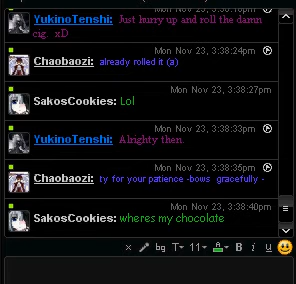 YukinoTenshi: Just hurry up and roll the damn
cig. xD
Mon Nov 23, 3:38:24pm
Chaobaozi: already rolled it (a)
Mon Nov 23, 3:38:27pm
SakosCookies: Lol
Mon Nov 23, 3:38:33pm
YukinoTenshi: Alrighty then.
Mon Nov 23, 3:38:35pm
Chaobaozi: ty for your patience -bows gracefully -
Mon Nov 23, 3:38:40pm
SakosCookies: wheres my chocolate
bg T 11 A B i u